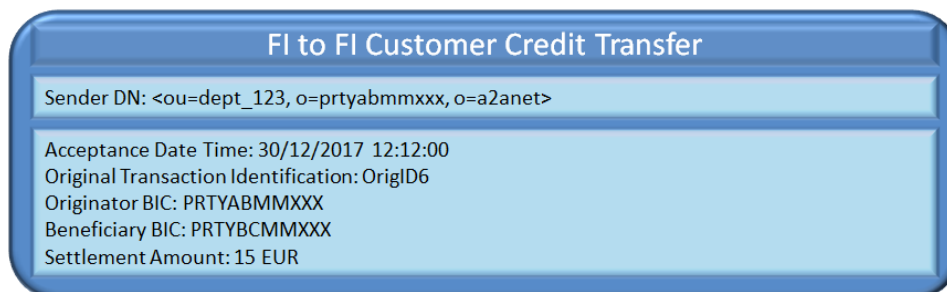 FI to FI Customer Credit Transfer
Sender DN: <ou=dept_123, o=prtyabmmxxx, o=a2anet>
Acceptance Date Time: 30/12/2017 12:12:00
Original Transaction Identification: OrigID6
Originator BIC: PRTYABMMXXX
Beneficiary BIC: PRTYBCMMXXX
Settlement Amount: 15 EUR